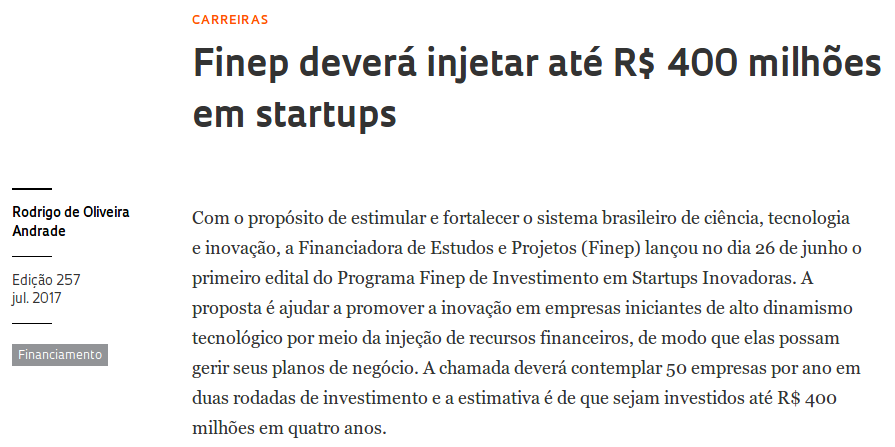 CARREIRAS
Finep deverá injetar até R$ 400 milhões
em startups
Rodrigo de Oliveira
Andrade
Edição 257
jul. 2017
Financiamento
Com o propósito de estimular e fortalecer o sistema brasileiro de ciência, tecnologia
e inovação, a Financiadora de Estudos e Projetos (Finep) lançou no dia 26 de junho o
primeiro edital do Programa Finep de Investimento em Startups Inovadoras. A
proposta é ajudar a promover a inovação em empresas iniciantes de alto dinamismo
tecnológico por meio da injeção de recursos financeiros, de modo que elas possam
gerir seus planos de negócio. A chamada deverá contemplar 50 empresas por ano em
duas rodadas de investimento e a estimativa é de que sejam investidos até R$ 400
milhões em quatro anos.